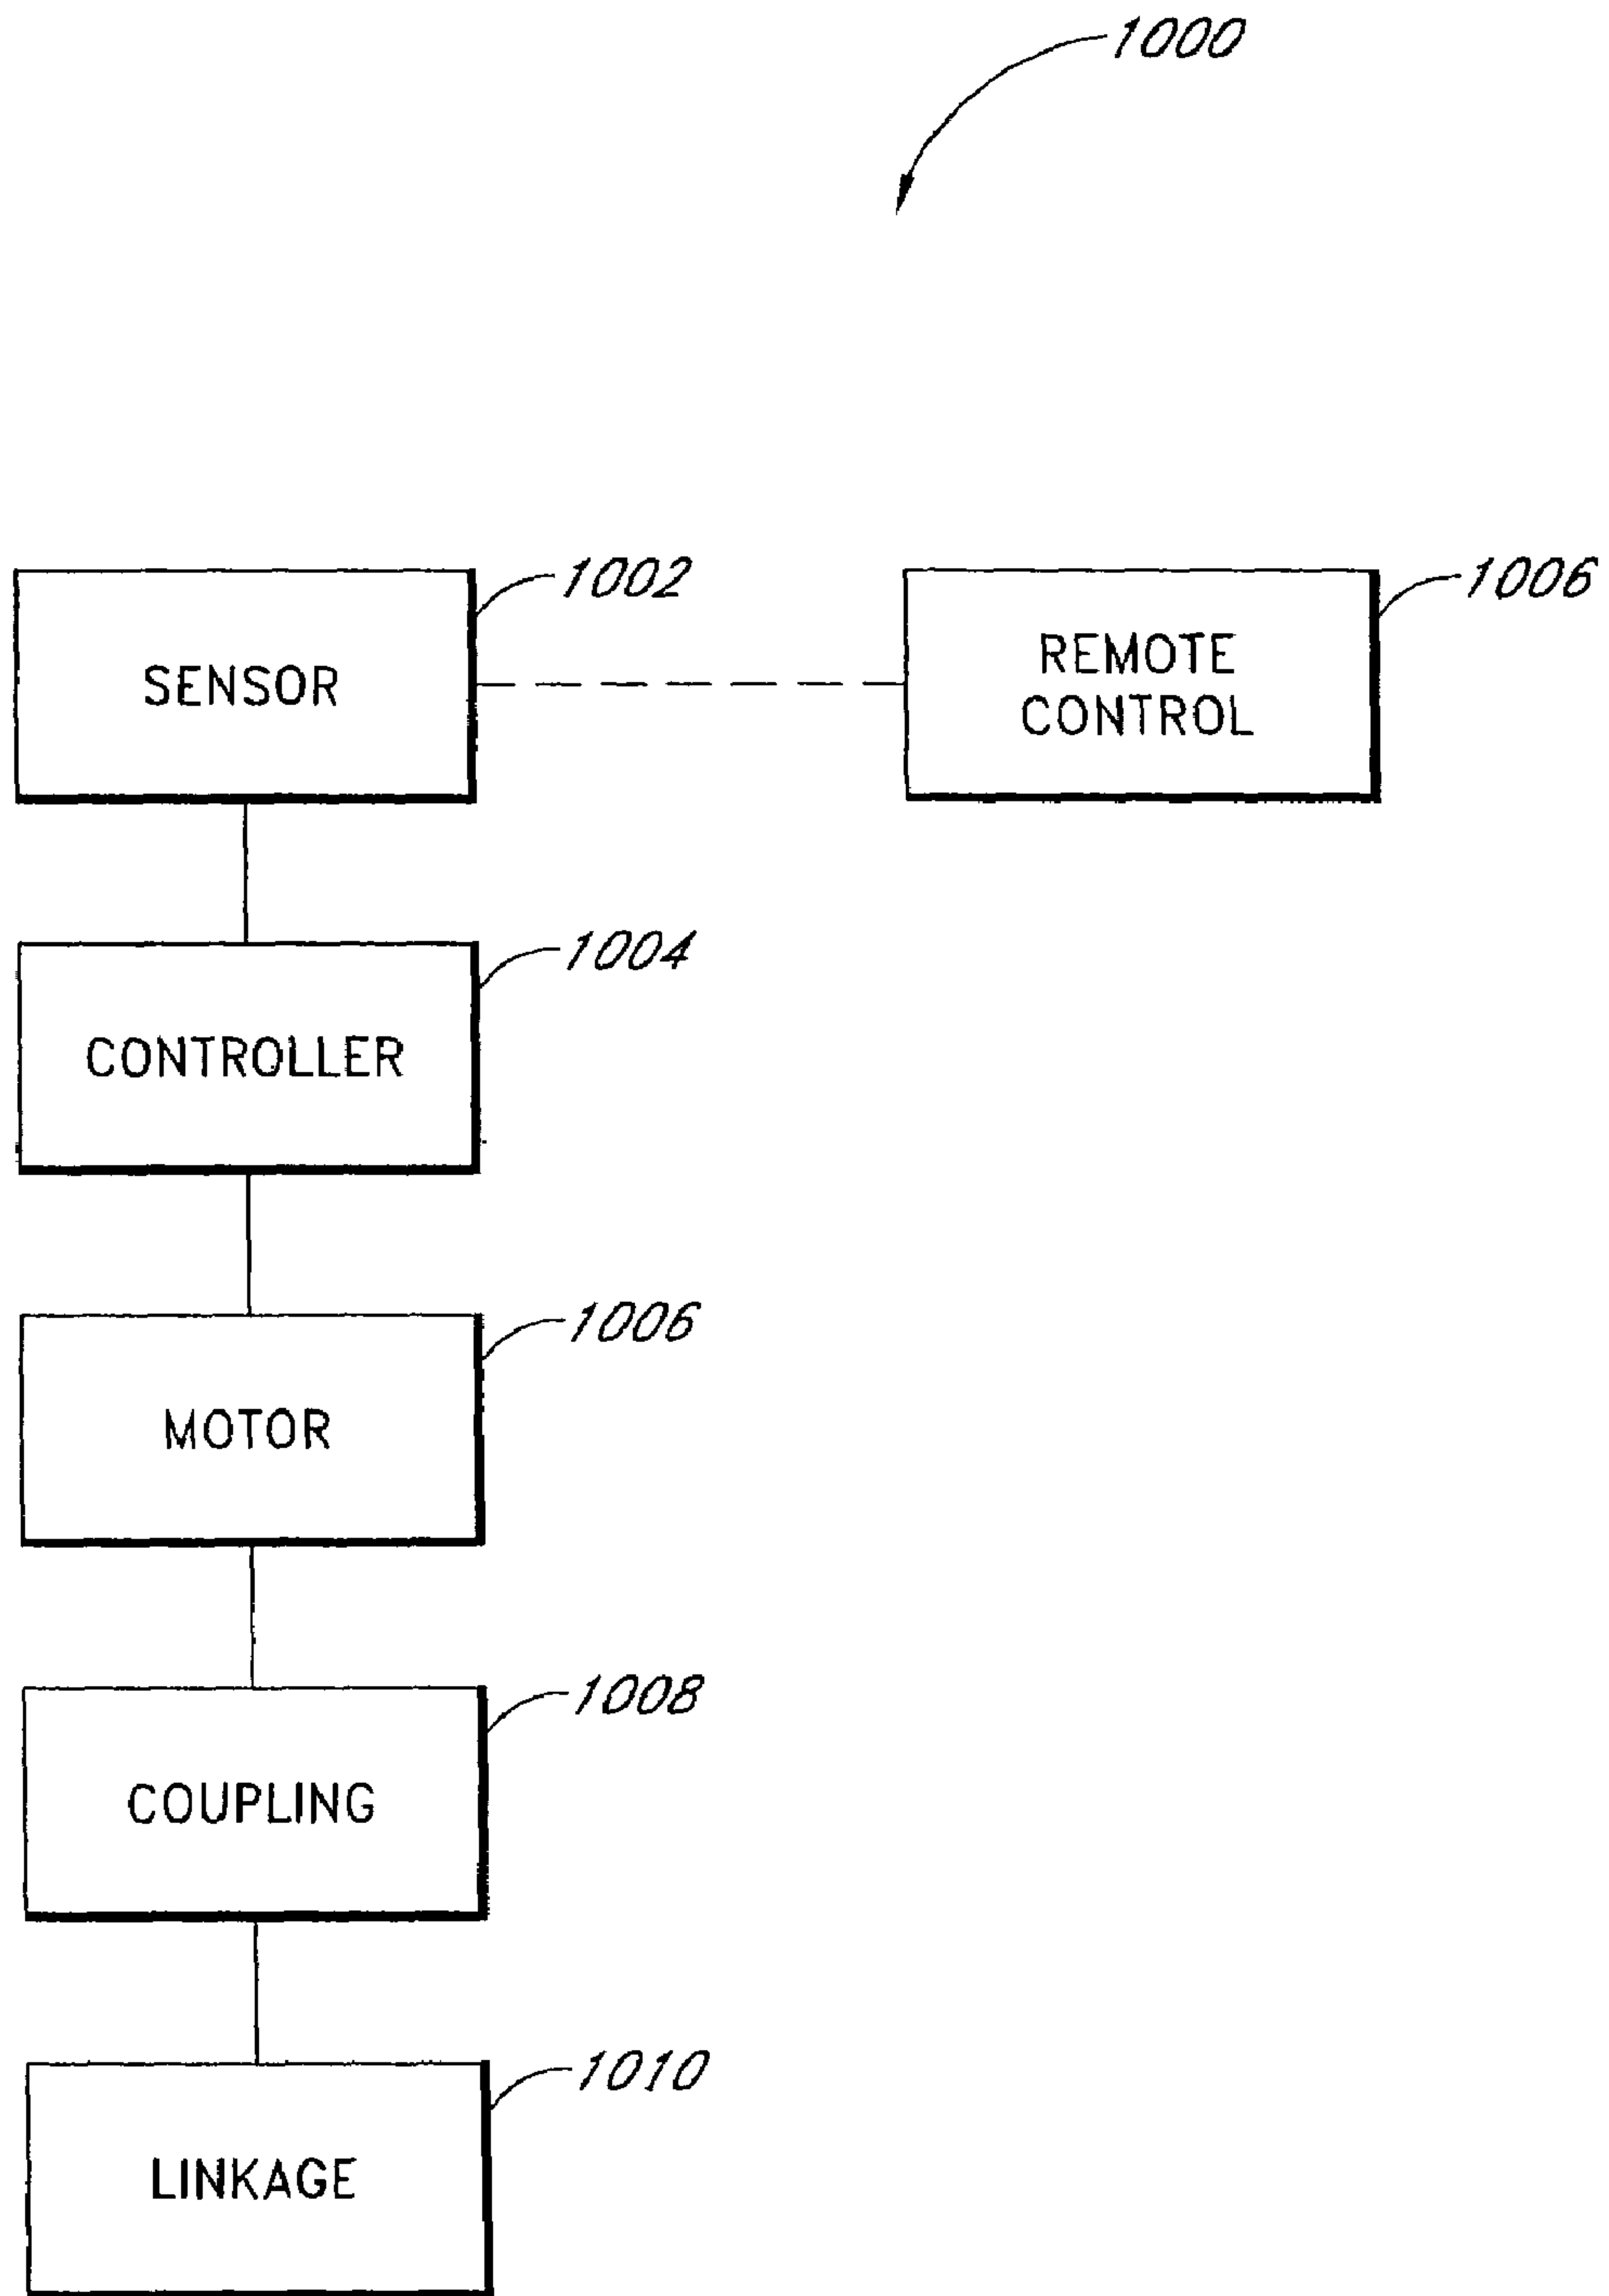 1000
1002
SENSOR
1006
REMOTE
CONTROL
1004
CONTROLLER
1006
MOTOR
1008
COUPLING
1010
LINKAGE